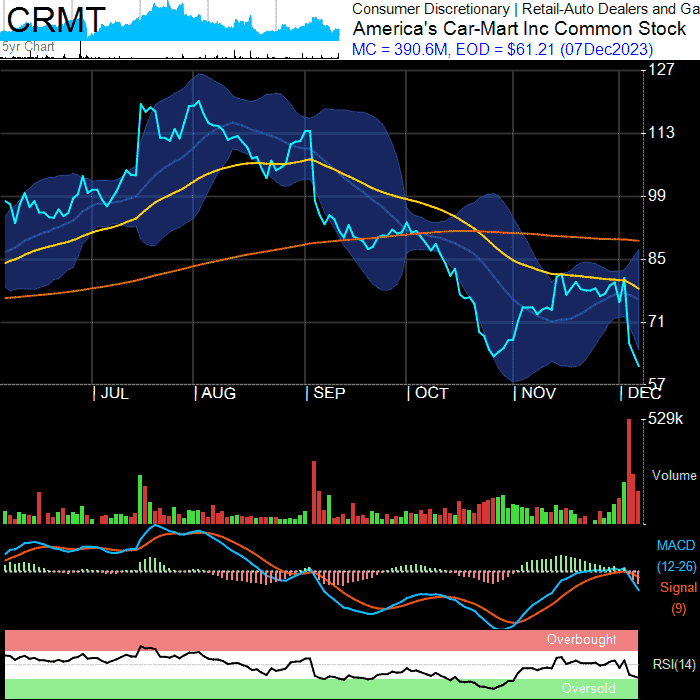 CRMT
5yr Chart
Consumer Discretionary | Retail-Auto Dealers and Ga
America's Car-Mart Inc Common Stock
MC = 390.6M, EOD = $61.21 (07Dec2023)
127
113
99
85
71
57
JUL AUG SEP OCT NOV DEC
529k
Volume
MACD
(12-26)
Signal
(9)
Overbought
RSI(14)
Oversold